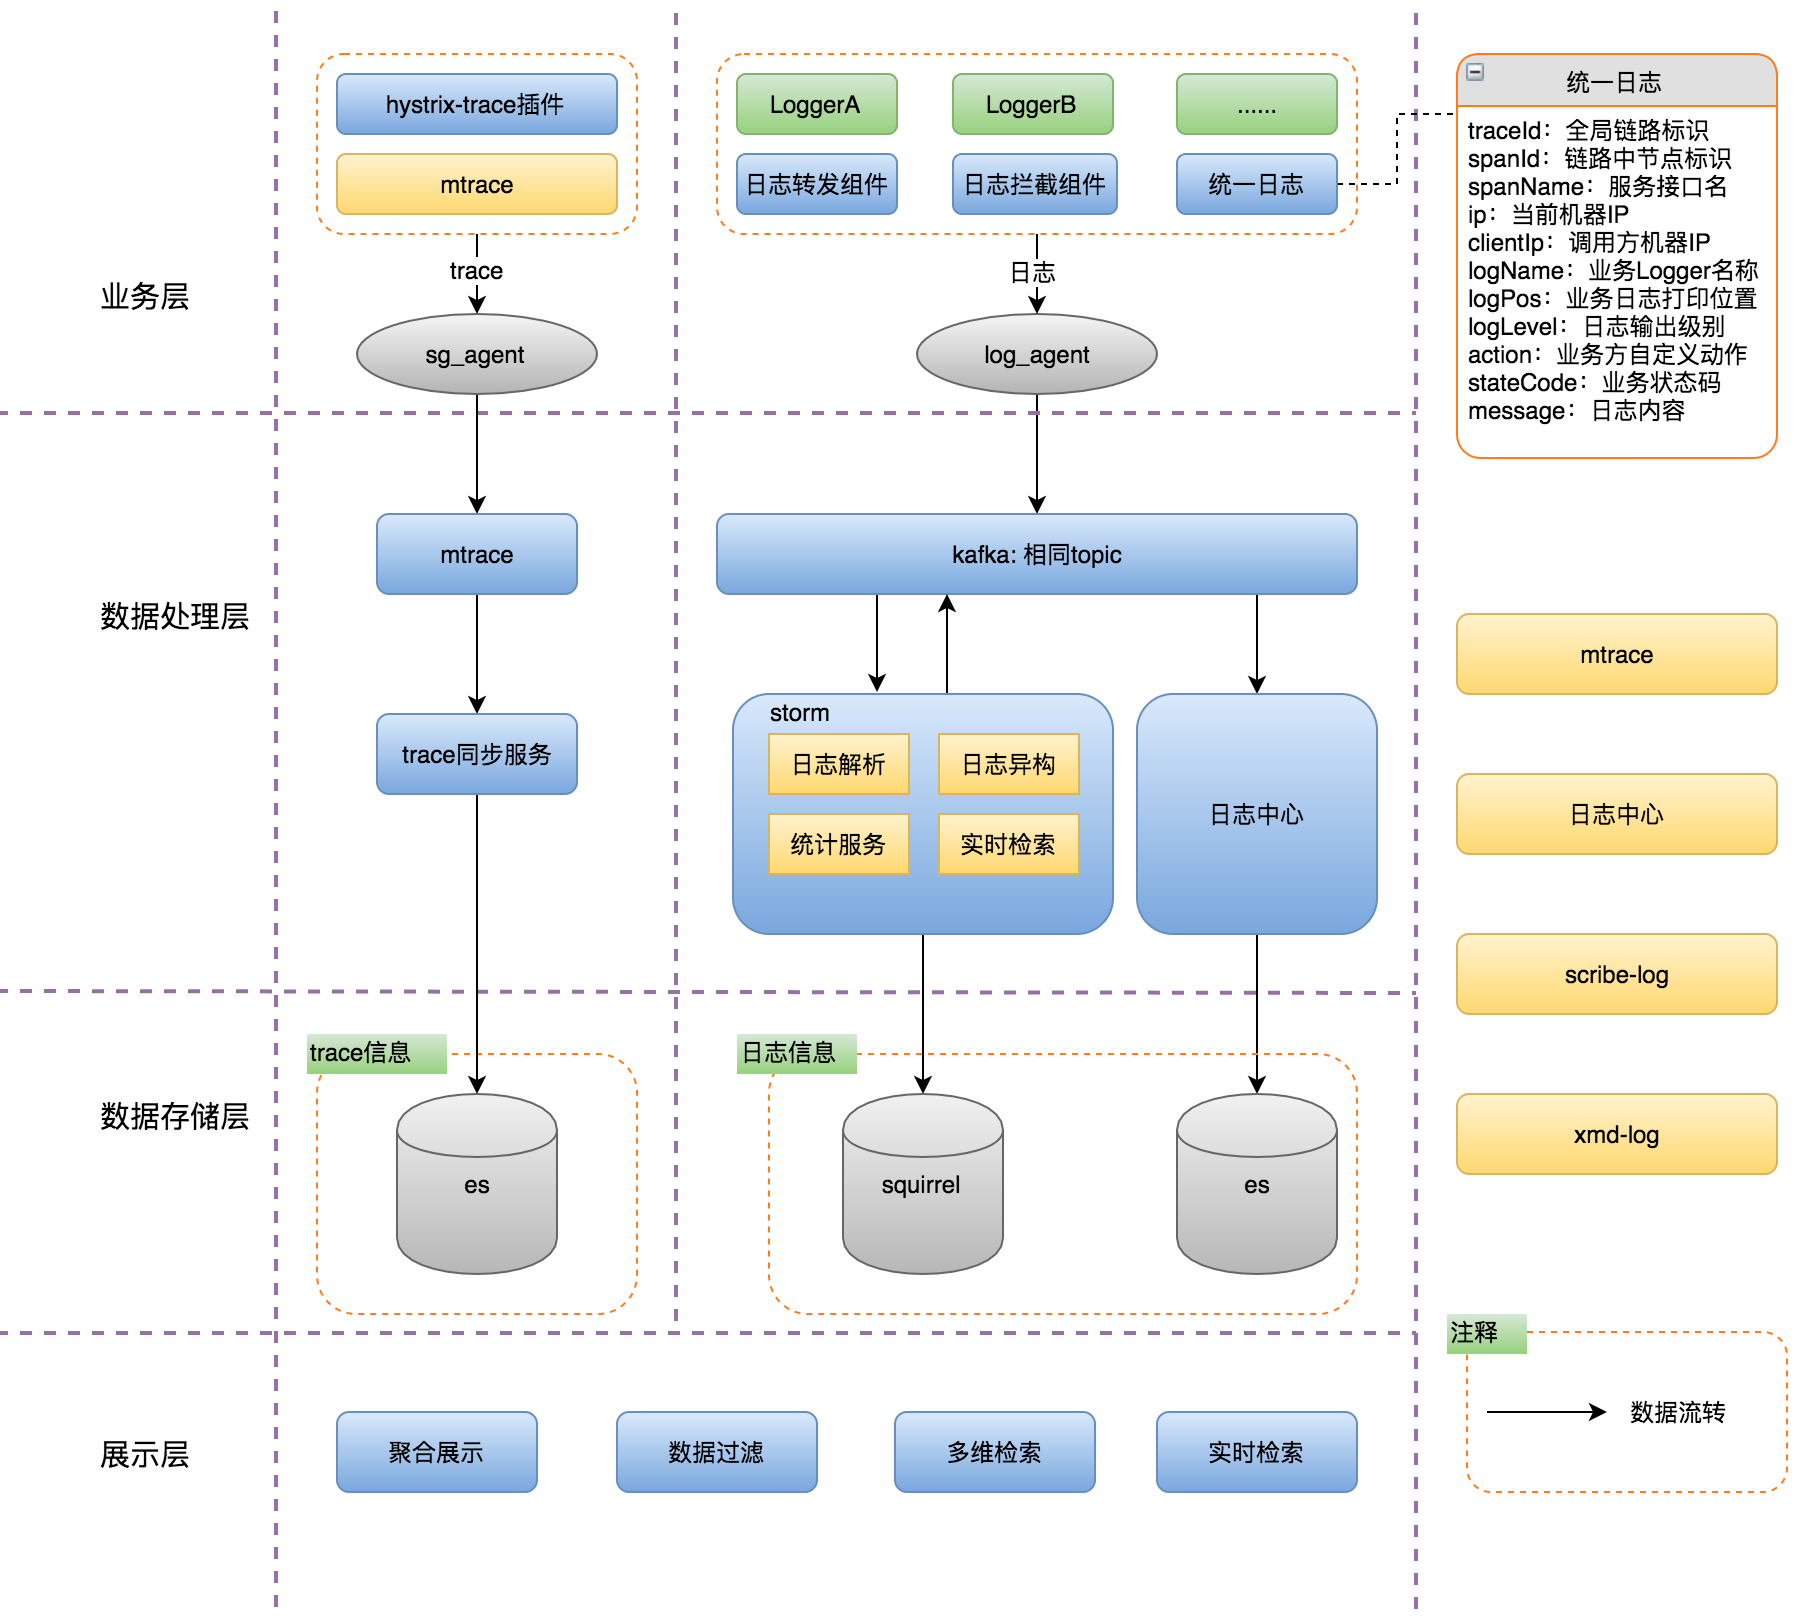 hystrix-trace插件
mtrace
trace
sg_agent
LoggerA
LoggerB
......
日志转发组件
日志拦截组件
统一日志
日志
log_agent
统一日志
traceId：全局链路标识
spanId：链路中节点标识
spanName：服务接口名
ip：当前机器IP
clientIp：调用方机器IP
logName：业务Logger名称
logPos：业务日志打印位置
logLevel：日志输出级别
action：业务方自定义动作
stateCode：业务状态码
message：日志内容
业务层
数据处理层
mtrace
trace同步服务
kafka: 相同topic
storm
日志解析
日志异构
统计服务
实时检索
日志中心
mtrace
日志中心
scribe-log
xmd-log
数据存储层
trace信息
es
日志信息
squirrel
es
注释
数据流转
展示层
聚合展示
数据过滤
多维检索
实时检索